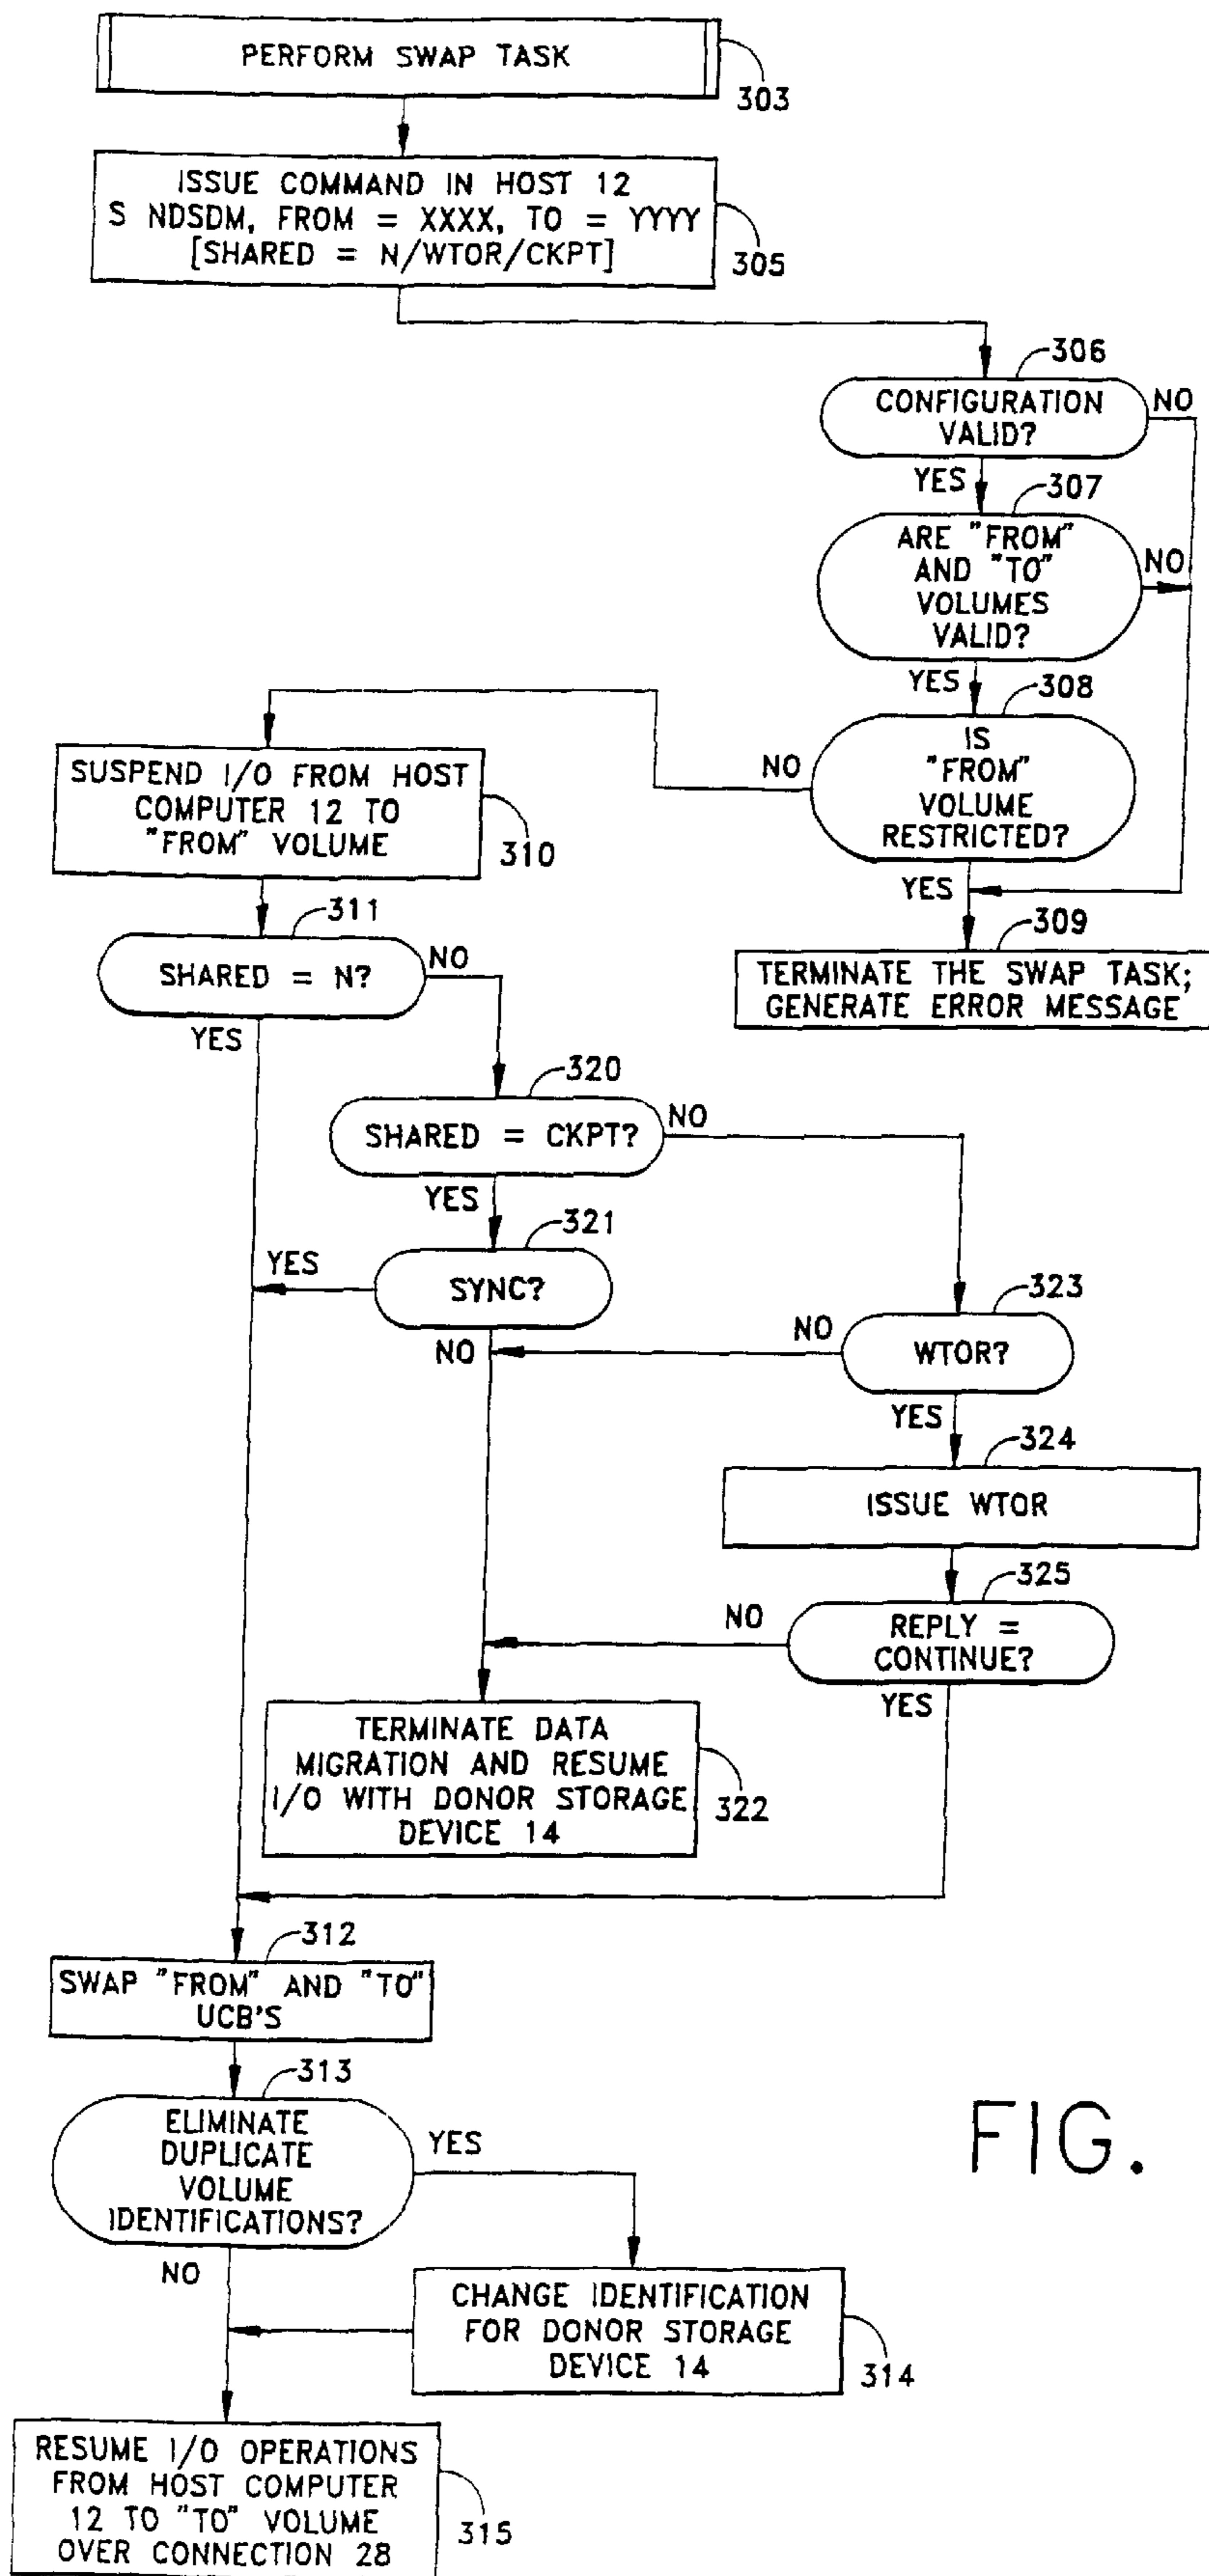 PERFORM SWAP TASK
303
ISSUE COMMAND IN HOST 12
S NDSDM, FROM = XXXX, TO = YYYY
[SHARED = N/WTOR/CKPT]
305
306
CONFIGURATION
VALID?
NO
YES
307
ARE "FROM"
AND "TO"
VOLUMES
VALID?
NO
YES
308
IS
"FROM"
VOLUME
RESTRICTED?
NO
YES
309
TERMINATE THE SWAP TASK;
GENERATE ERROR MESSAGE
SUSPEND I/O FROM HOST
COMPUTER 12 TO
"FROM" VOLUME
310
311
SHARED = N?
NO
YES
320
SHARED = CKPT?
NO
YES
321
SYNC?
YES
NO
323
WTOR?
NO
YES
324
ISSUE WTOR
325
REPLY =
CONTINUE?
NO
YES
TERMINATE DATA
MIGRATION AND RESUME
I/O WITH DONOR STORAGE
DEVICE 14
322
312
SWAP "FROM" AND "TO"
UCB'S
313
ELIMINATE
DUPLICATE
VOLUME
IDENTIFICATIONS?
YES
NO
CHANGE IDENTIFICATION
FOR DONOR STORAGE
DEVICE 14
314
RESUME I/O OPERATIONS
FROM HOST COMPUTER
12 TO "TO" VOLUME
OVER CONNECTION 28
315
FIG.